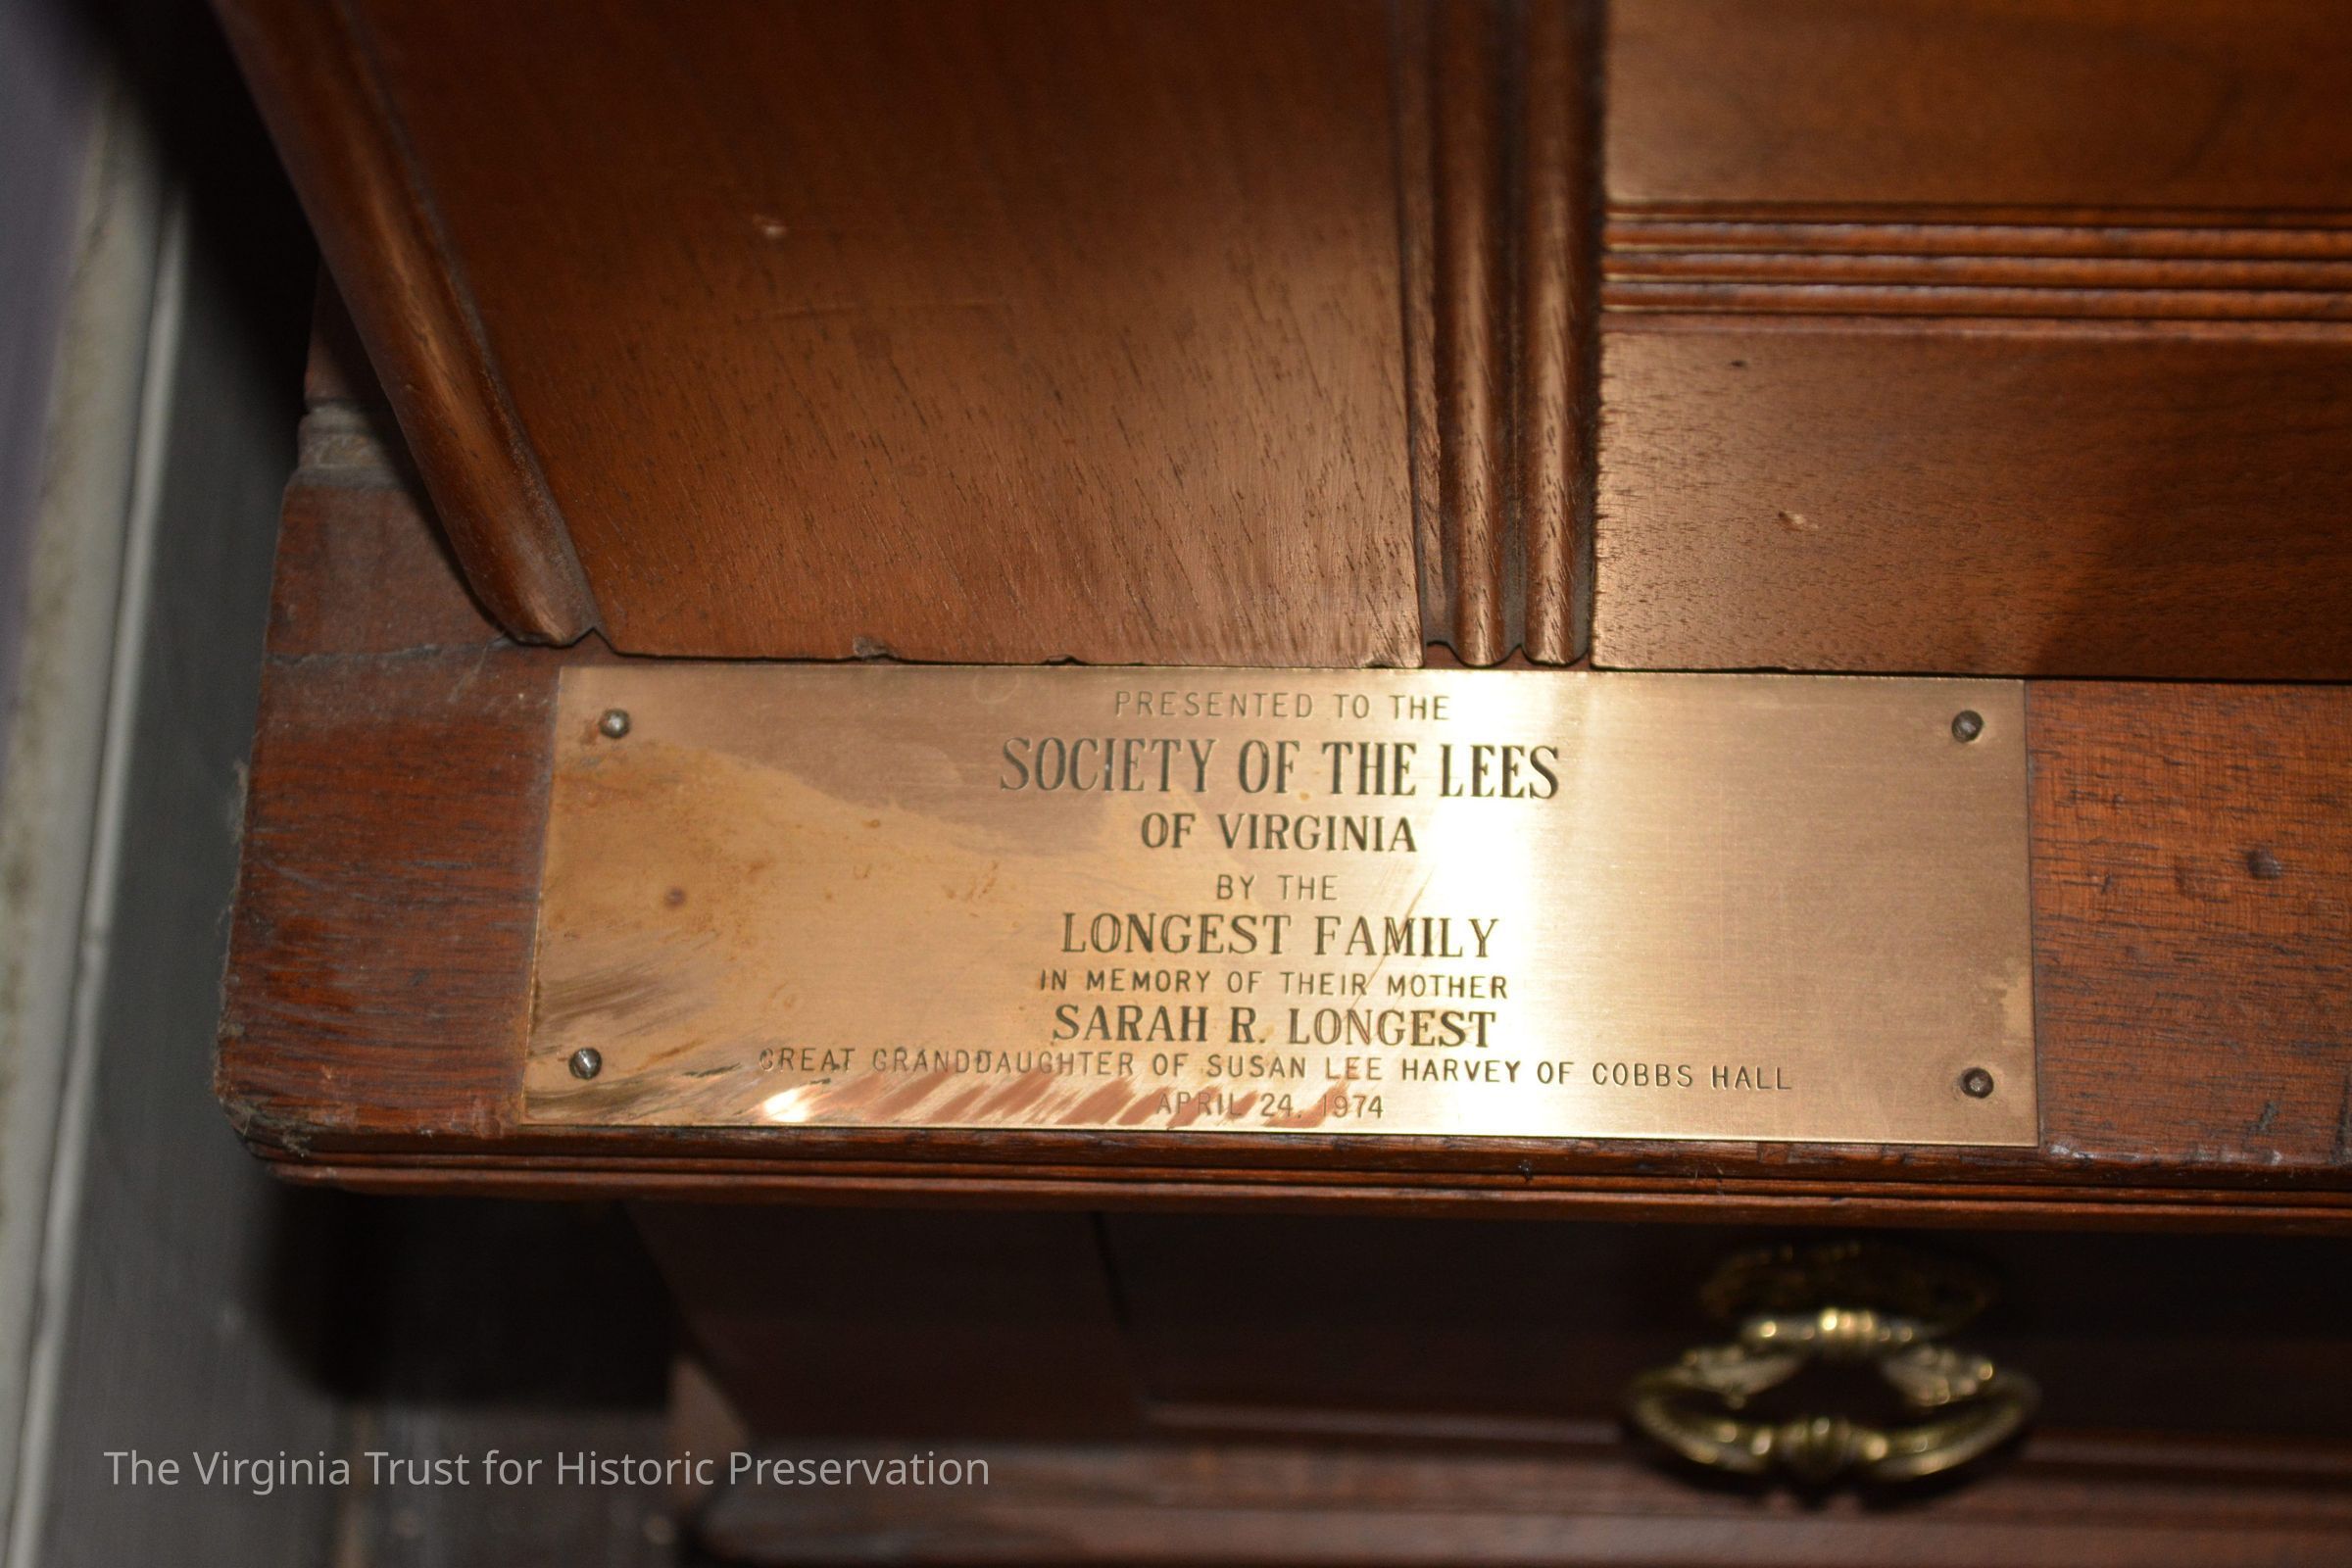 PRESENTED TO THE
SOCIETY OF THE LEES
OF VIRGINIA
BY THE
LONGEST FAMILY
IN MEMORY OF THEIR MOTHER
SARAH R. LONGEST
GREAT GRANDDAUGHTER OF SUSAN LEE HARVEY OF COBBS HALL
APRIL 24, 1974
The Virginia Trust for Historic Preservation